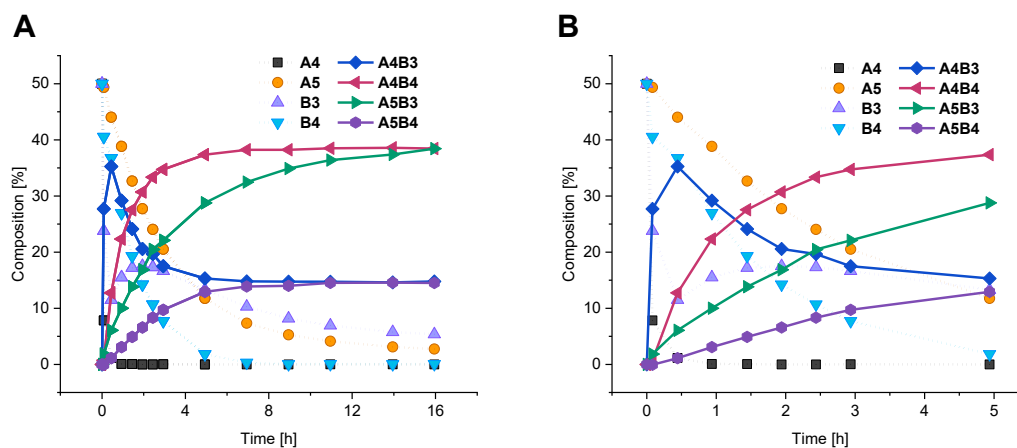 A
B
A4 A4B3
A5 A4B4
B3 A5B3
B4 A5B4
A4 A4B3
A5 A4B4
B3 A5B3
B4 A5B4
Composition [%]
50
40
30
20
10
0
0 4 8 12 16
Time [h]
Composition [%]
50
40
30
20
10
0
0 1 2 3 4 5
Time [h]